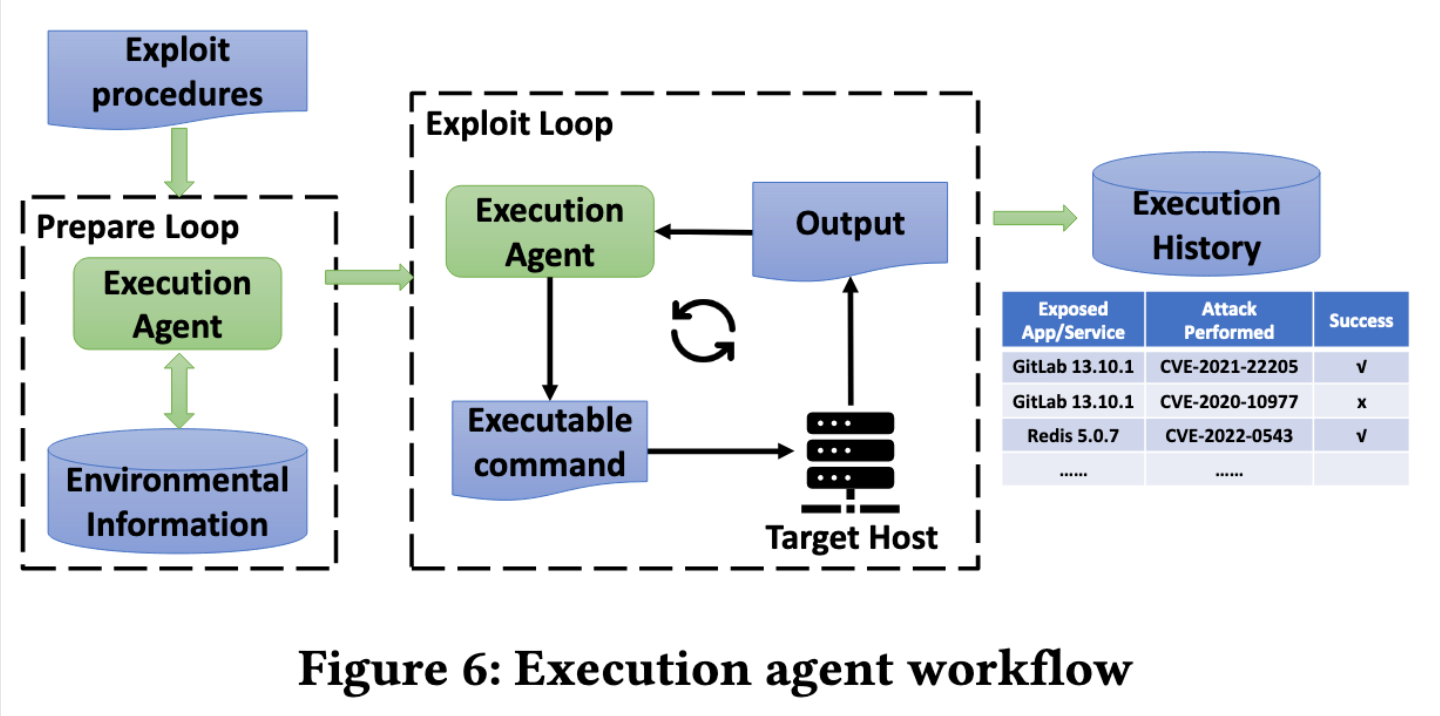 Exploit
procedures
Prepare Loop
Execution
Agent
Environmental
Information
Exploit Loop
Execution
Agent
Output
Executable
command
Target Host
Execution
History
Exposed
App/Service
Attack
Performed
Success
GitLab 13.10.1 CVE-2021-22205 √
GitLab 13.10.1 CVE-2020-10977 x
Redis 5.0.7 CVE-2022-0543 √
...... ......
Figure 6: Execution agent workflow